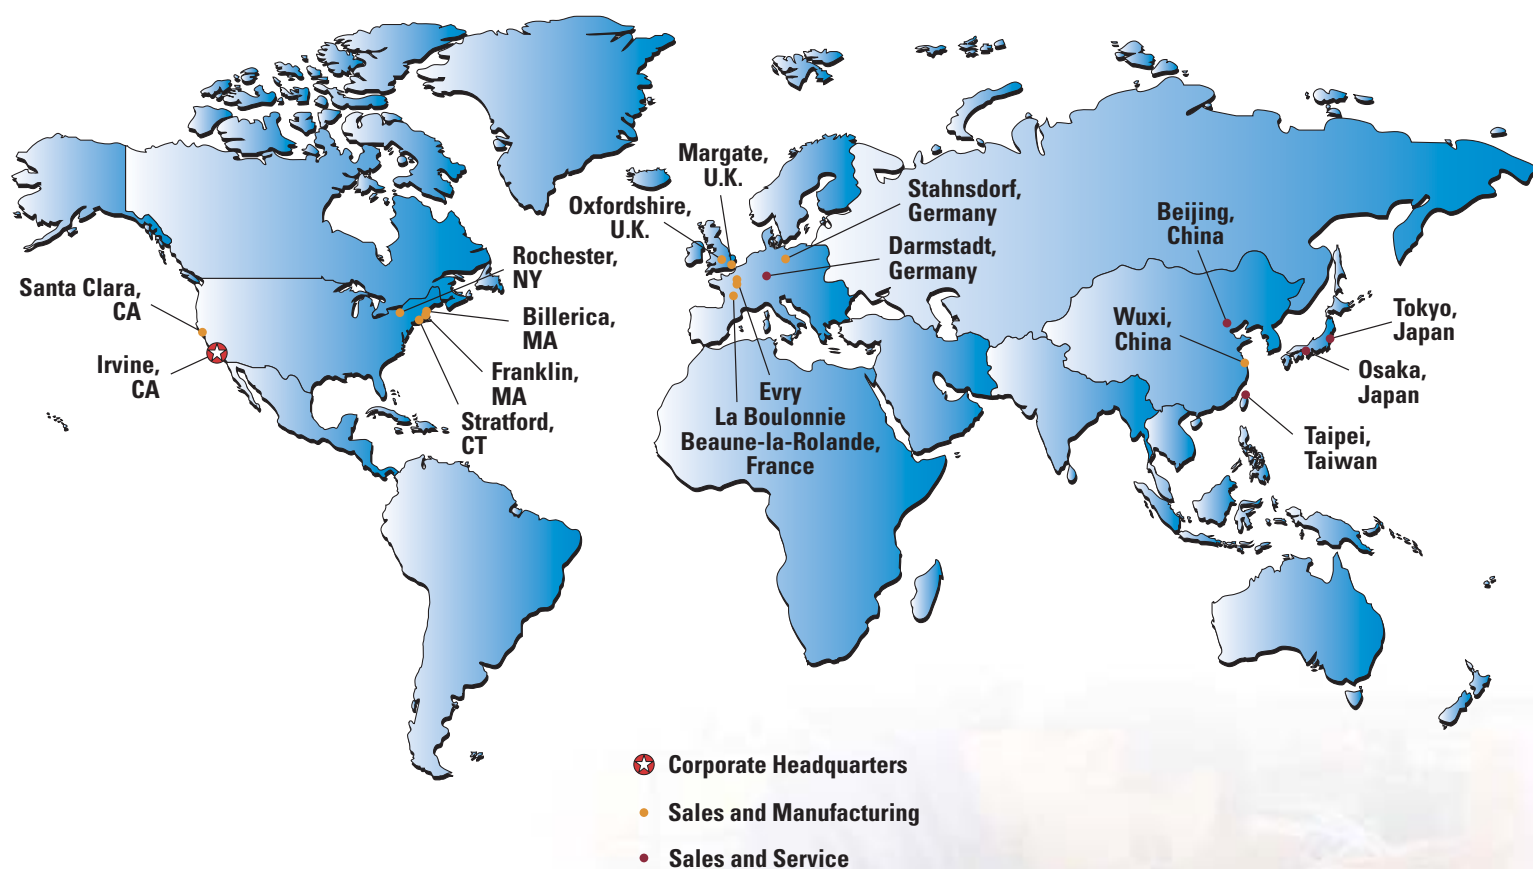 Margate,
U.K.
Oxfordshire,
U.K.
Stahnsdorf,
Germany
Darmstadt,
Germany
Beijing,
China
Rochester,
NY
Santa Clara,
CA
Billerica,
MA
Wuxi,
China
Tokyo,
Japan
Irvine,
CA
Franklin,
MA
Osaka,
Japan
Stratford,
CT
Evry
La Boulonnie
Beaune-la-Rolande,
France
Taipei,
Taiwan
Corporate Headquarters
Sales and Manufacturing
Sales and Service